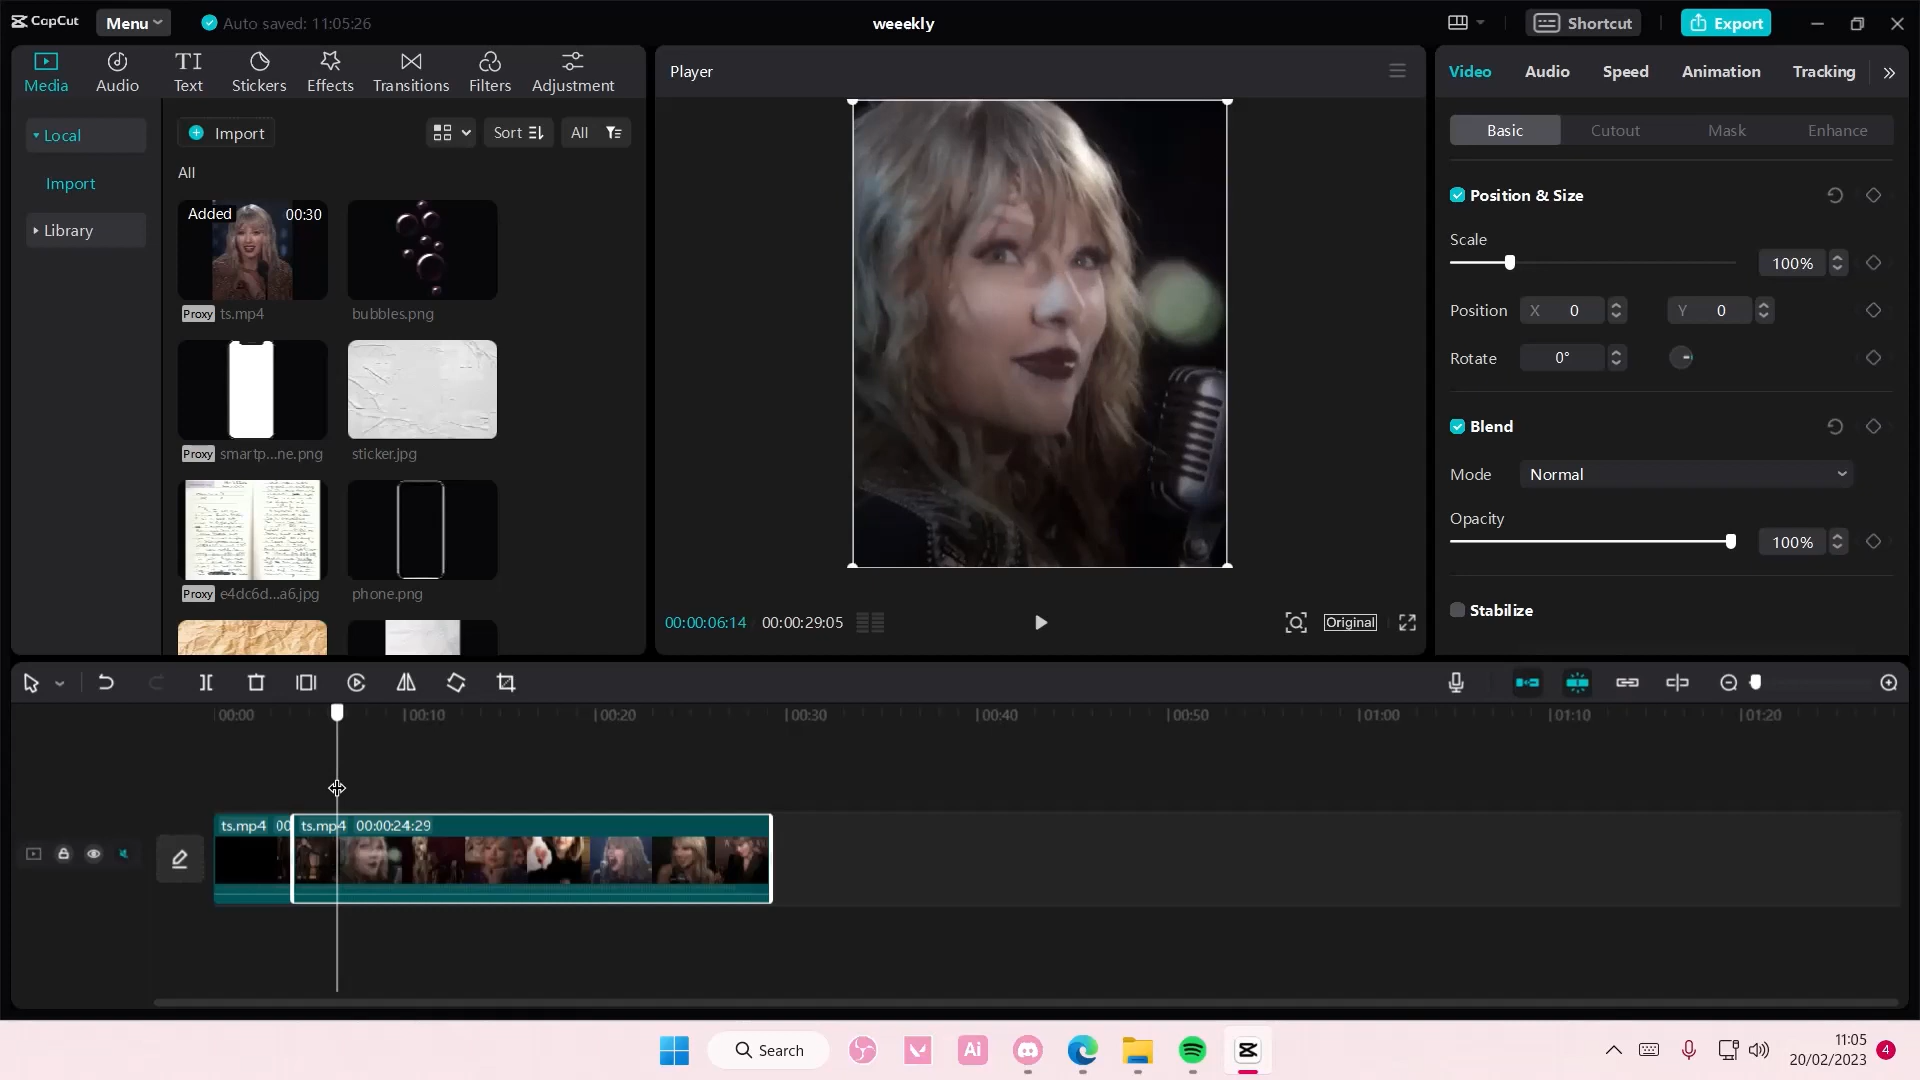 CapCut
Menu
Auto saved: 11:05:26
weeekly
Shortcut
Export
Media
Audio
Text
Stickers
Effects
Transitions
Filters
Adjustment
Local
Import
Library
Import
Sort
All
All
Added 00:30
Proxy ts.mp4
bubbles.png
Proxy smartp...ne.png
sticker.jpg
Proxy e4dc6d...a6.jpg
phone.png
Player
00:00:06:14 00:00:29:05
Original
Video
Audio
Speed
Animation
Tracking
Basic
Cutout
Mask
Enhance
Position & Size
Scale
100%
Position X 0 Y 0
Rotate 0°
Blend
Mode Normal
Opacity
100%
Stabilize
00:00 00:10 00:20 00:30 00:40 00:50 01:00 01:10 01:20
ts.mp4 00 ts.mp4 00:00:24:29
Search
Ai
11:05
20/02/2023
4